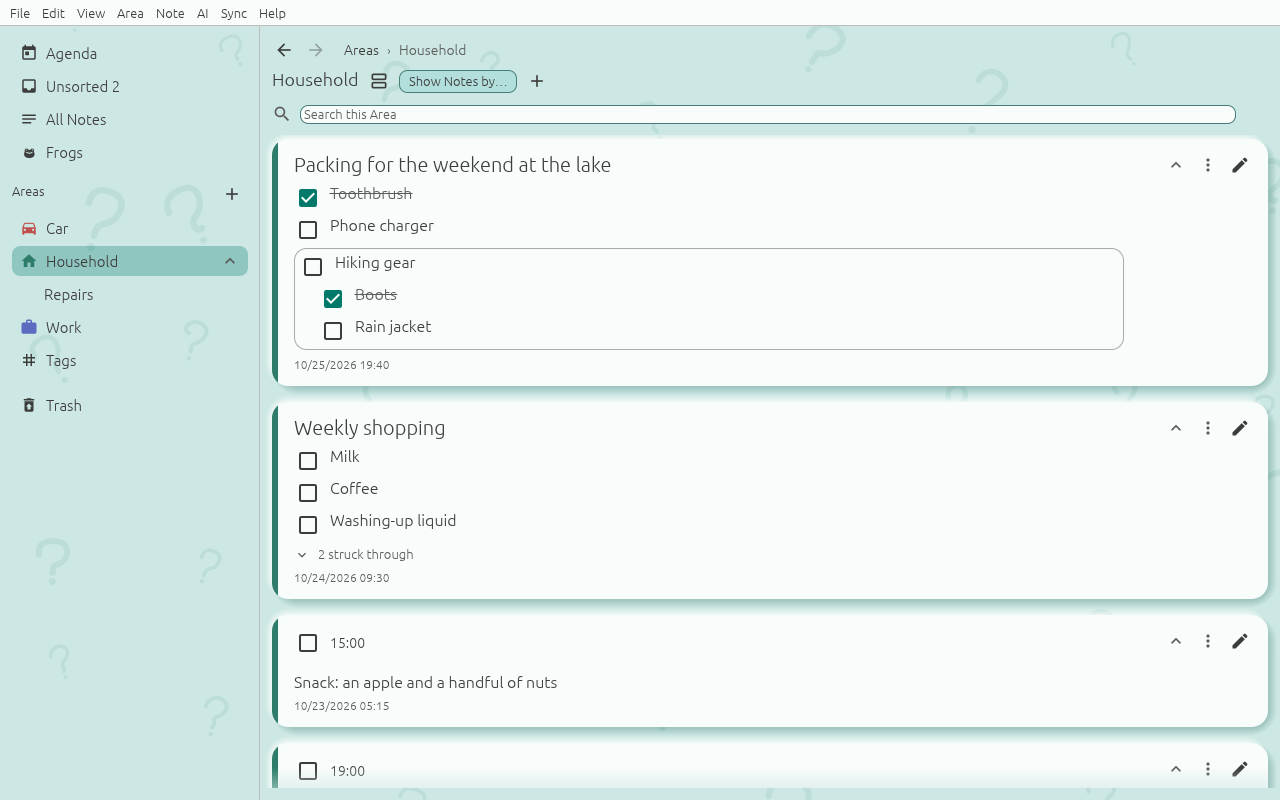 File Edit View Area Note AI Sync Help
Agenda
Unsorted 2
All Notes
Frogs
Areas
Car
Household
Repairs
Work
Tags
Trash
Areas › Household
Household Show Notes by…
Search this Area
Packing for the weekend at the lake
Toothbrush
Phone charger
Hiking gear
Boots
Rain jacket
10/25/2026 19:40
Weekly shopping
Milk
Coffee
Washing-up liquid
2 struck through
10/24/2026 09:30
15:00
Snack: an apple and a handful of nuts
10/23/2026 05:15
19:00